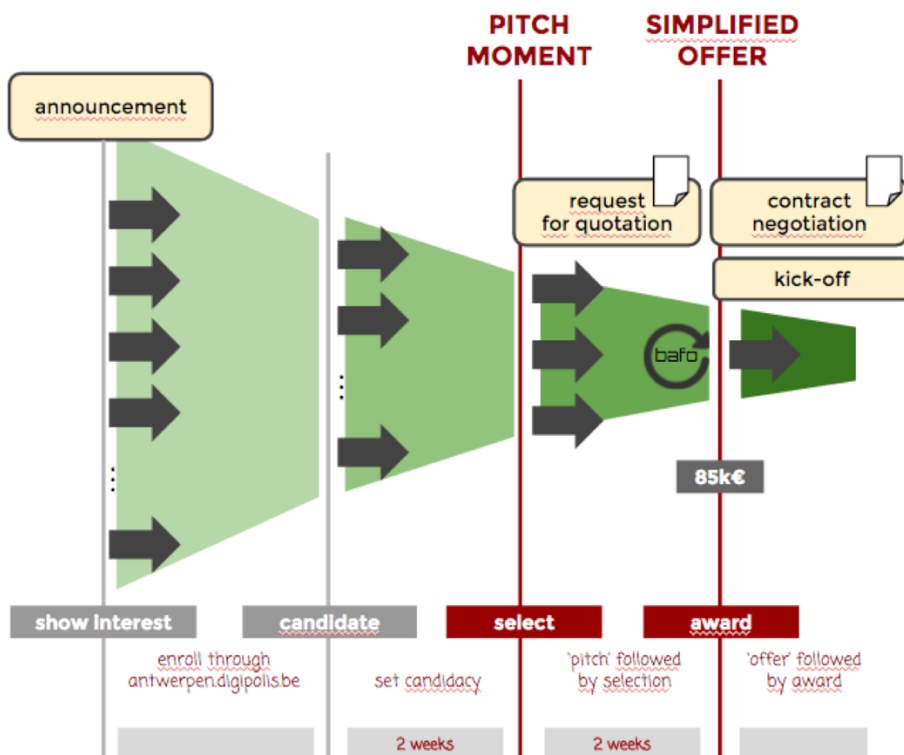 PITCH
MOMENT
SIMPLIFIED
OFFER
announcement
request
for quotation
contract
negotiation
kick-off
bafo
...
...
85k€
show interest
candidate
select
award
enroll through
antwerpen.digipolis.be
set candidacy
'pitch' followed
by selection
'offer' followed
by award
2 weeks
2 weeks